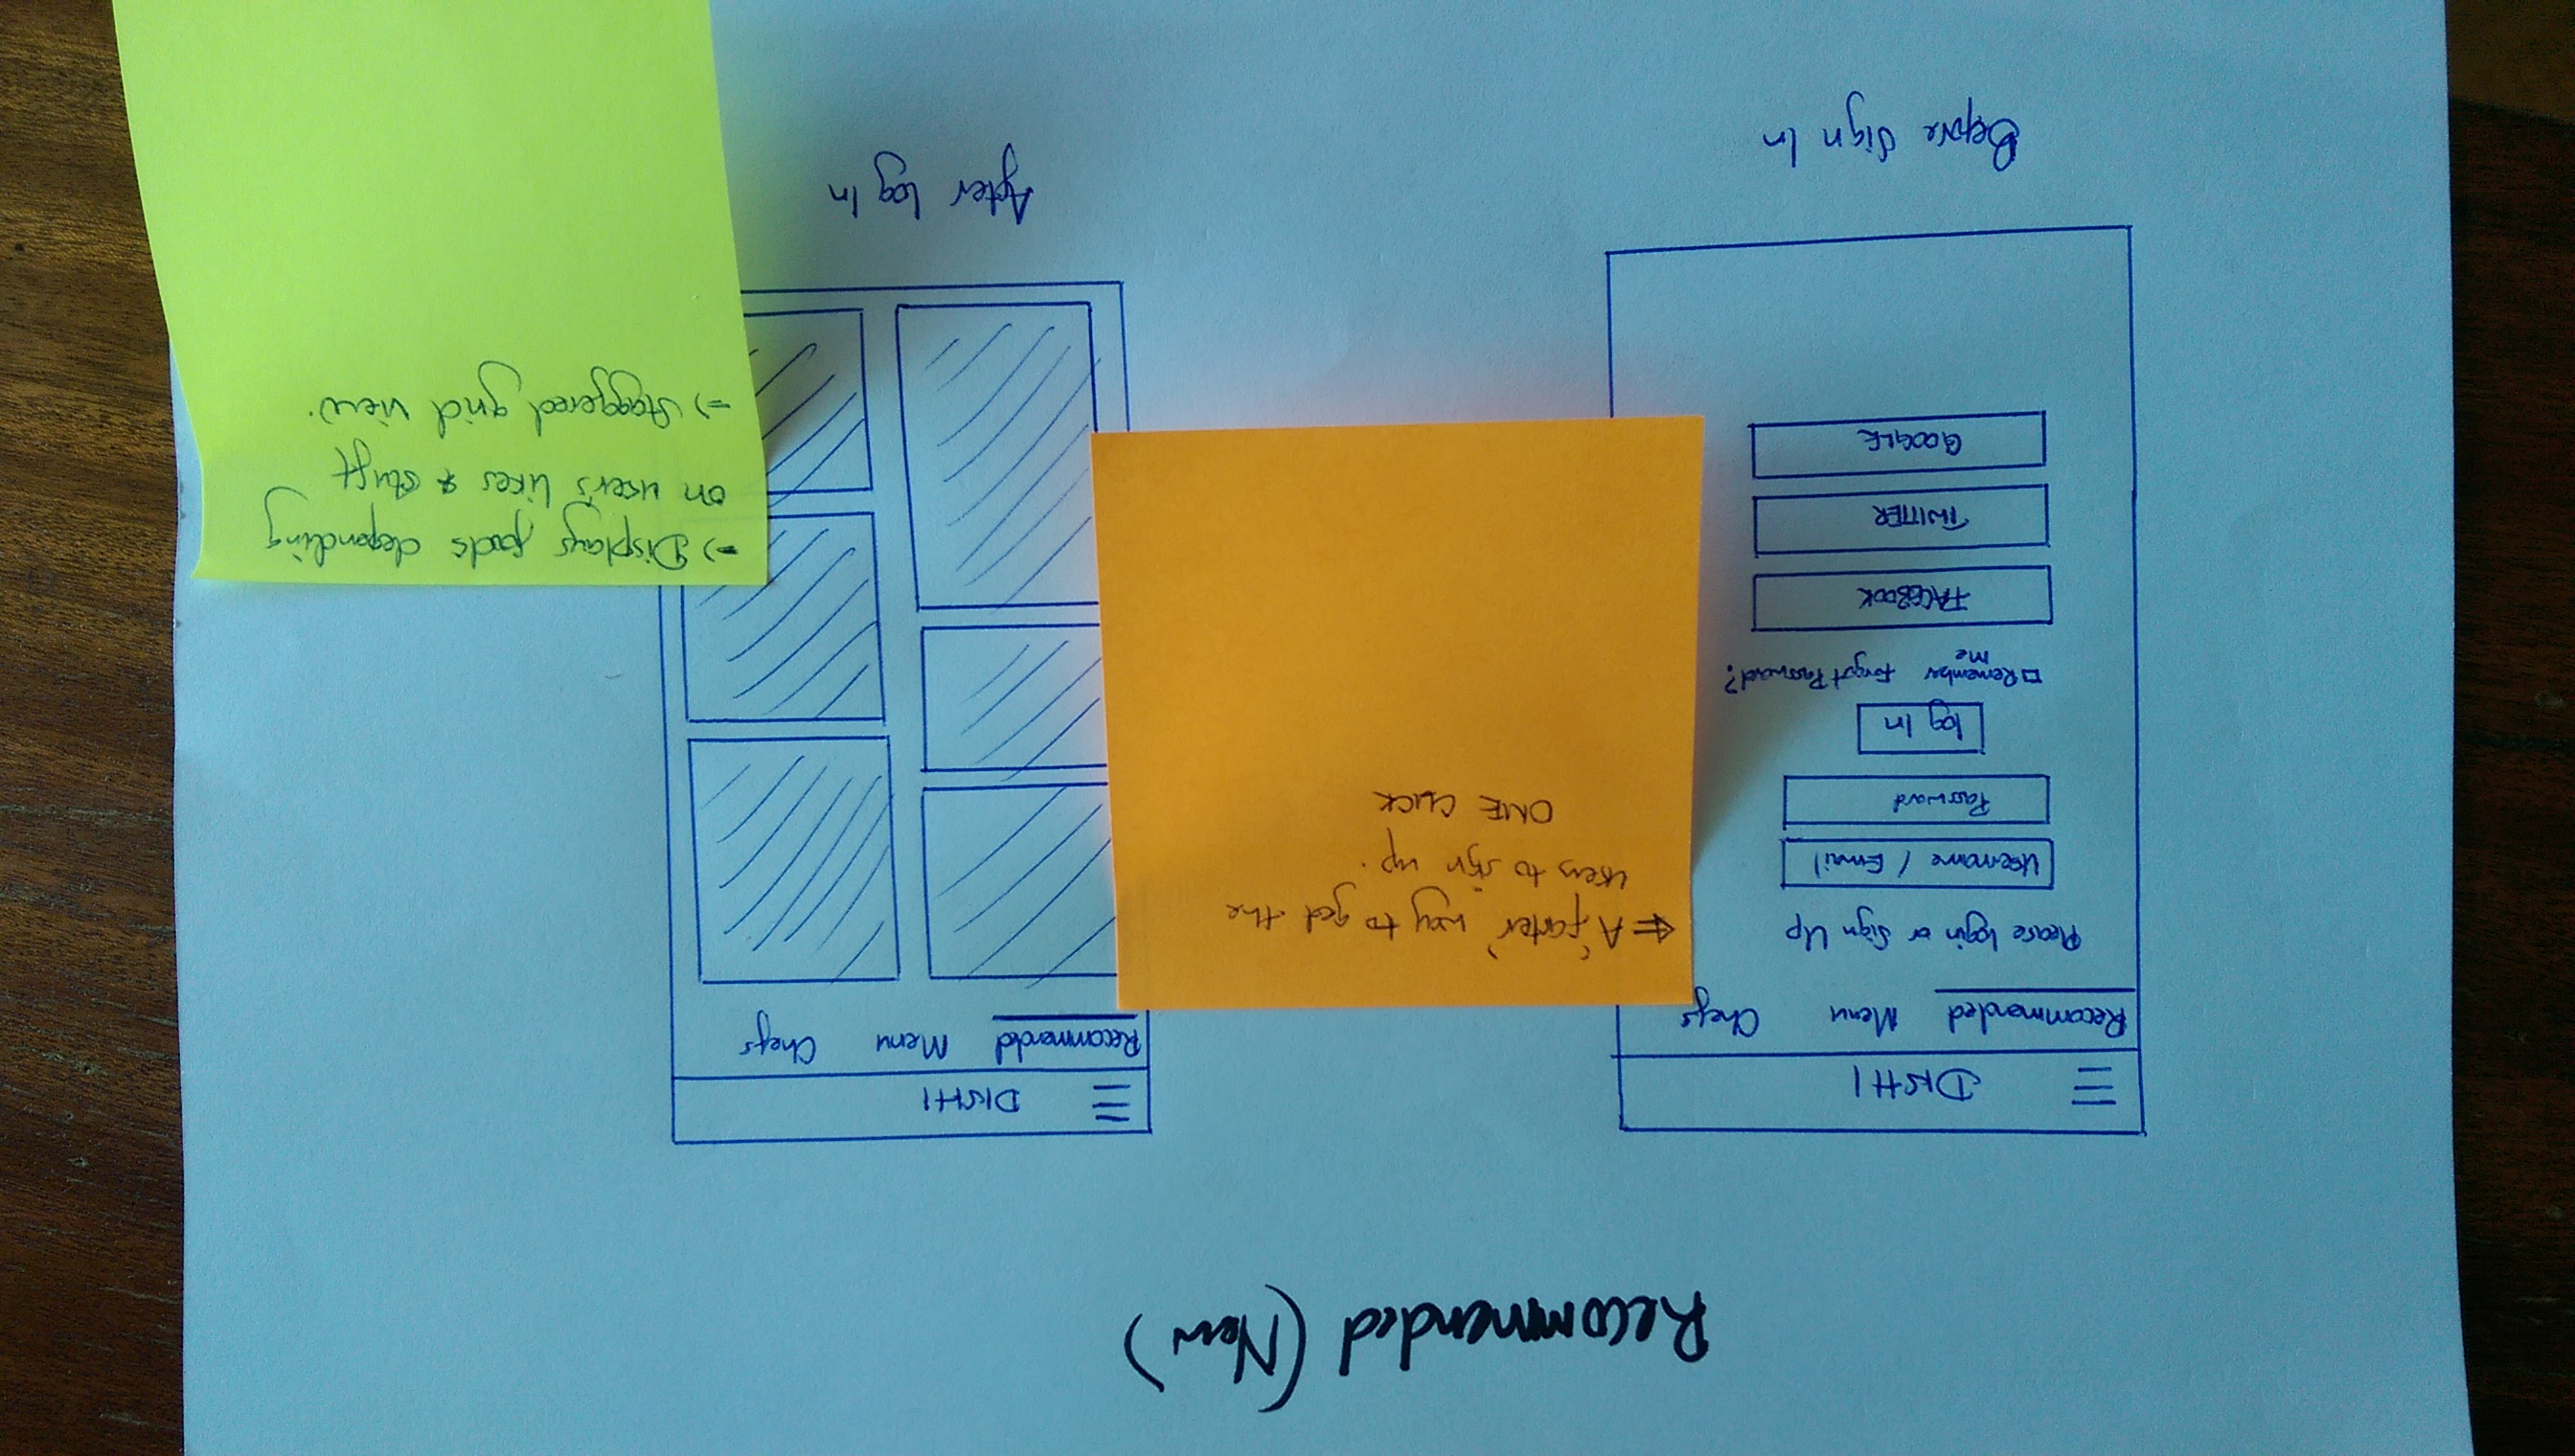 Recommended (New)
DISHI
Recommended Menu Chefs
Please login or Sign Up
Username / Email
Password
log In
Remember Me
Forgot Password?
FACEBOOK
TWITTER
GOOGLE
Before Sign In
⇐ A 'faster' way to get the
users to sign up.
ONE CLICK
DISHI
Recommended Menu Chefs
After log In
=> Displays foods depending
on user's likes & stuff
=> Staggered grid view.